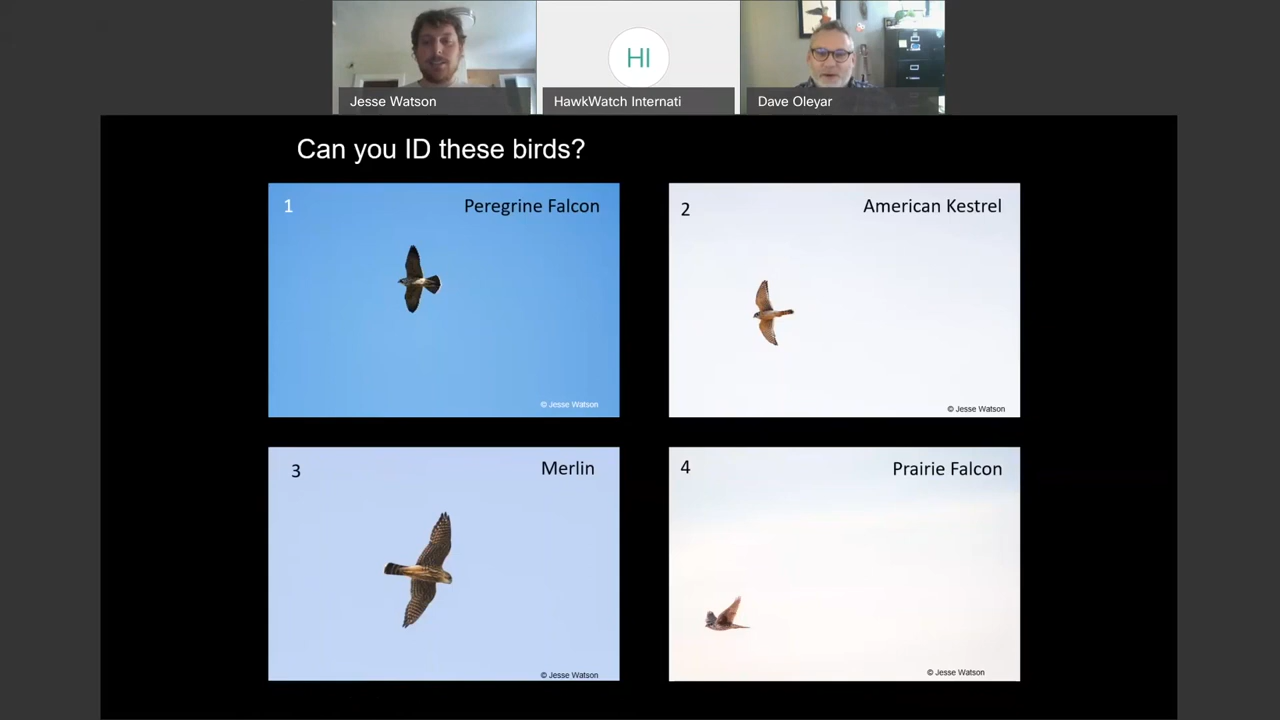 HI
Jesse Watson
HawkWatch Internati
Dave Oleyar
Can you ID these birds?
1
Peregrine Falcon
© Jesse Watson
2
American Kestrel
© Jesse Watson
3
Merlin
© Jesse Watson
4
Prairie Falcon
© Jesse Watson